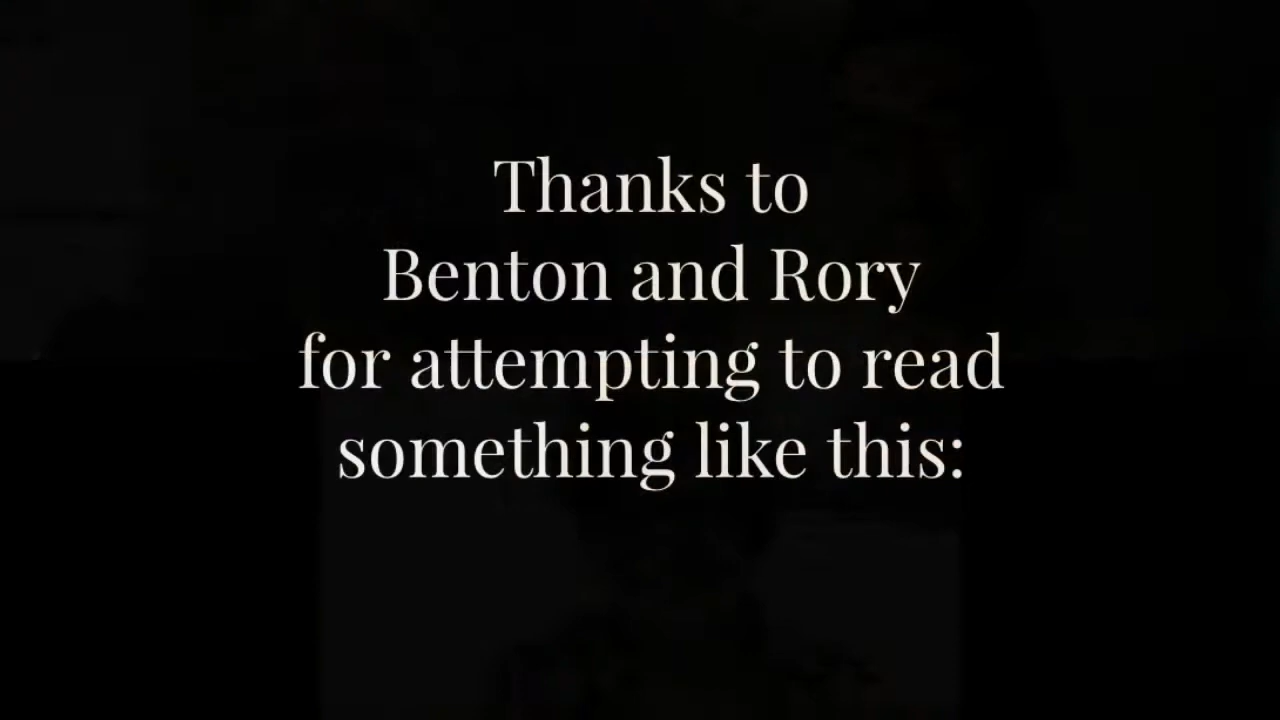 Thanks to
Benton and Rory
for attempting to read
something like this: